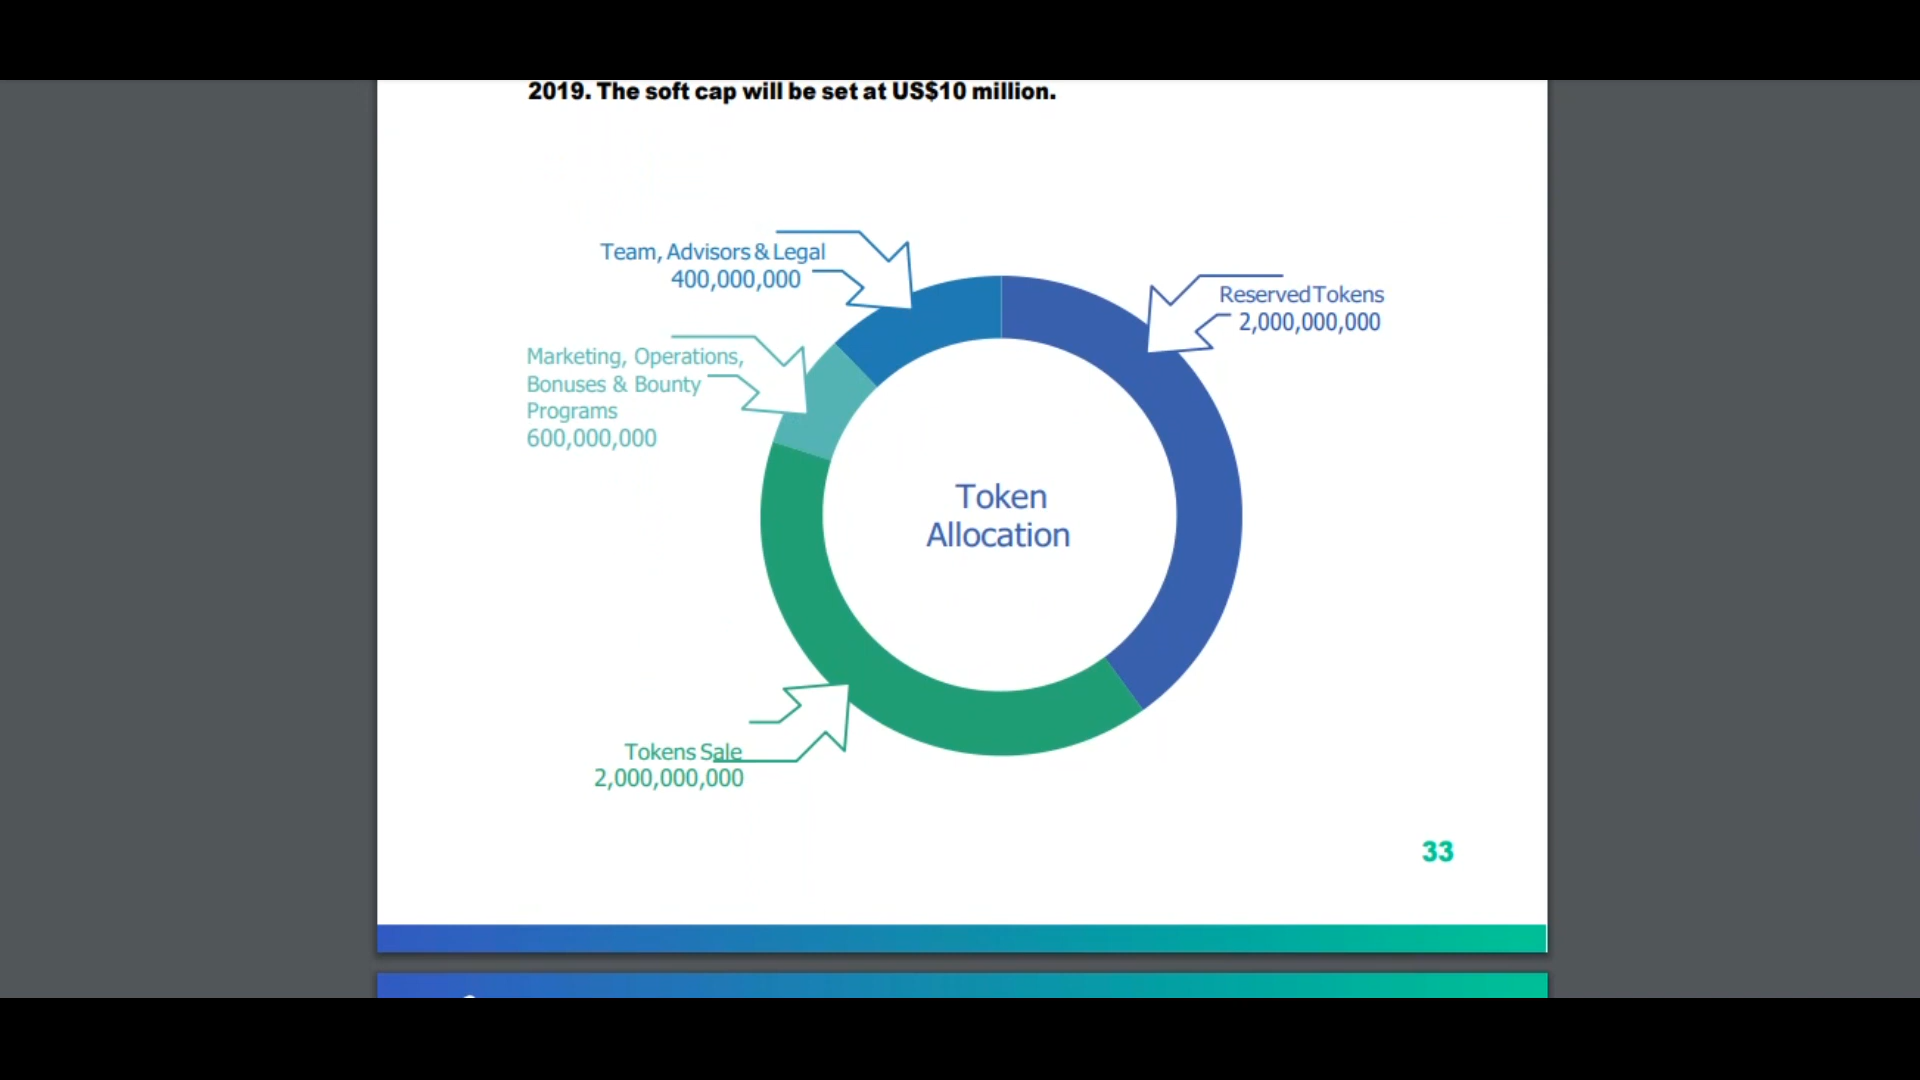 2019. The soft cap will be set at US$10 million.
Team, Advisors & Legal
400,000,000
Reserved Tokens
2,000,000,000
Marketing, Operations,
Bonuses & Bounty
Programs
600,000,000
Token
Allocation
Tokens Sale
2,000,000,000
33